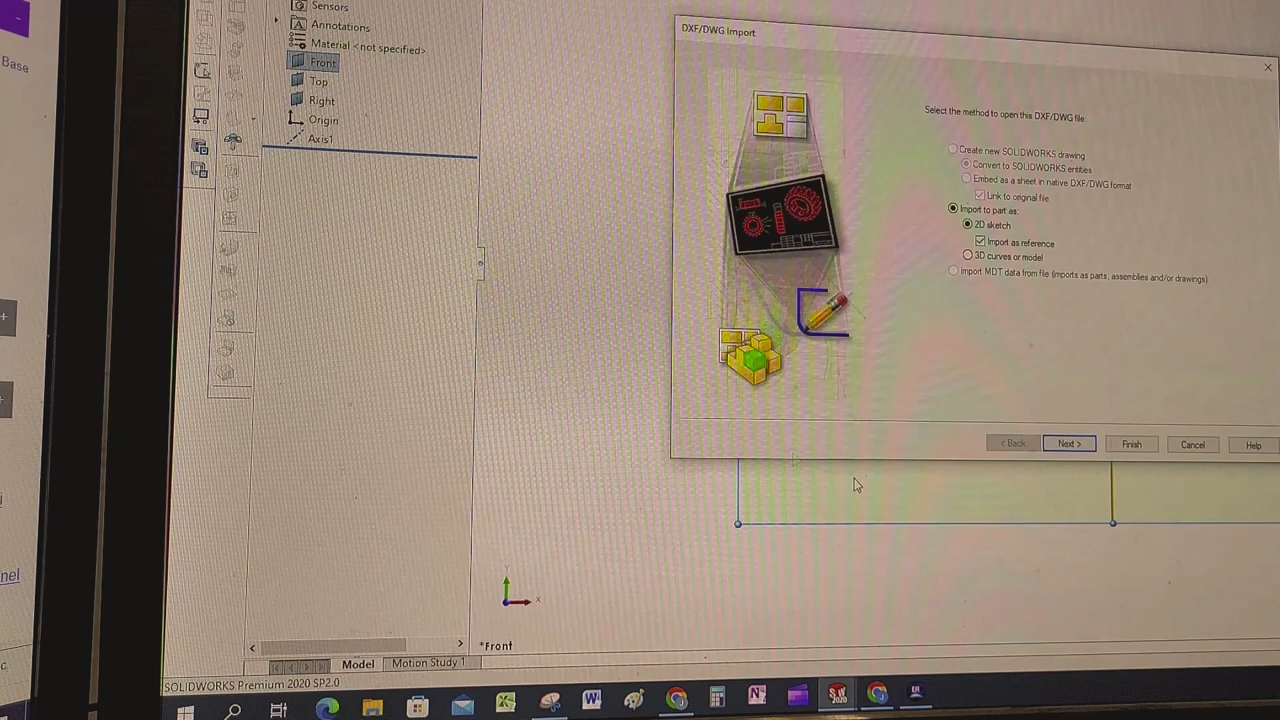 Base
Sensors
Annotations
Material <not specified>
Front
Top
Right
Origin
Axis1
DXF/DWG Import
Select the method to open this DXF/DWG file:
Create new SOLIDWORKS drawing
Convert to SOLIDWORKS entities
Embed as a sheet in native DXF/DWG format
Link to original file
Import to part as:
2D sketch
Import as reference
3D curves or model
Import MDT data from file (imports as parts, assemblies and/or drawings)
< Back
Next >
Finish
Cancel
Help
Y
X
*Front
Model
Motion Study 1
SOLIDWORKS Premium 2020 SP2.0